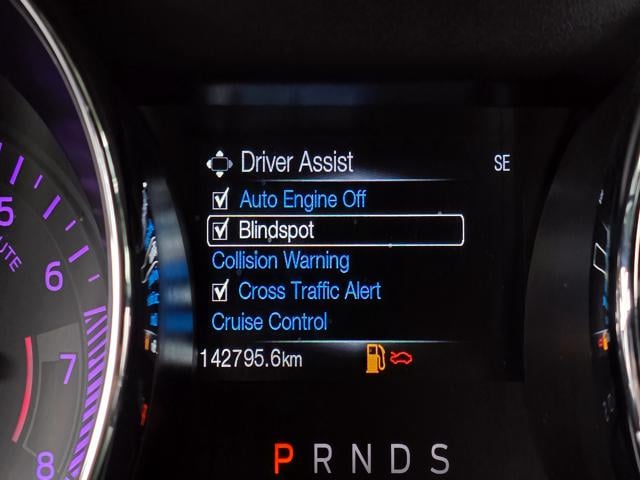 Driver Assist SE
Auto Engine Off
Blindspot
Collision Warning
Cross Traffic Alert
Cruise Control
142795.6km
P R N D S
5
6
7
8